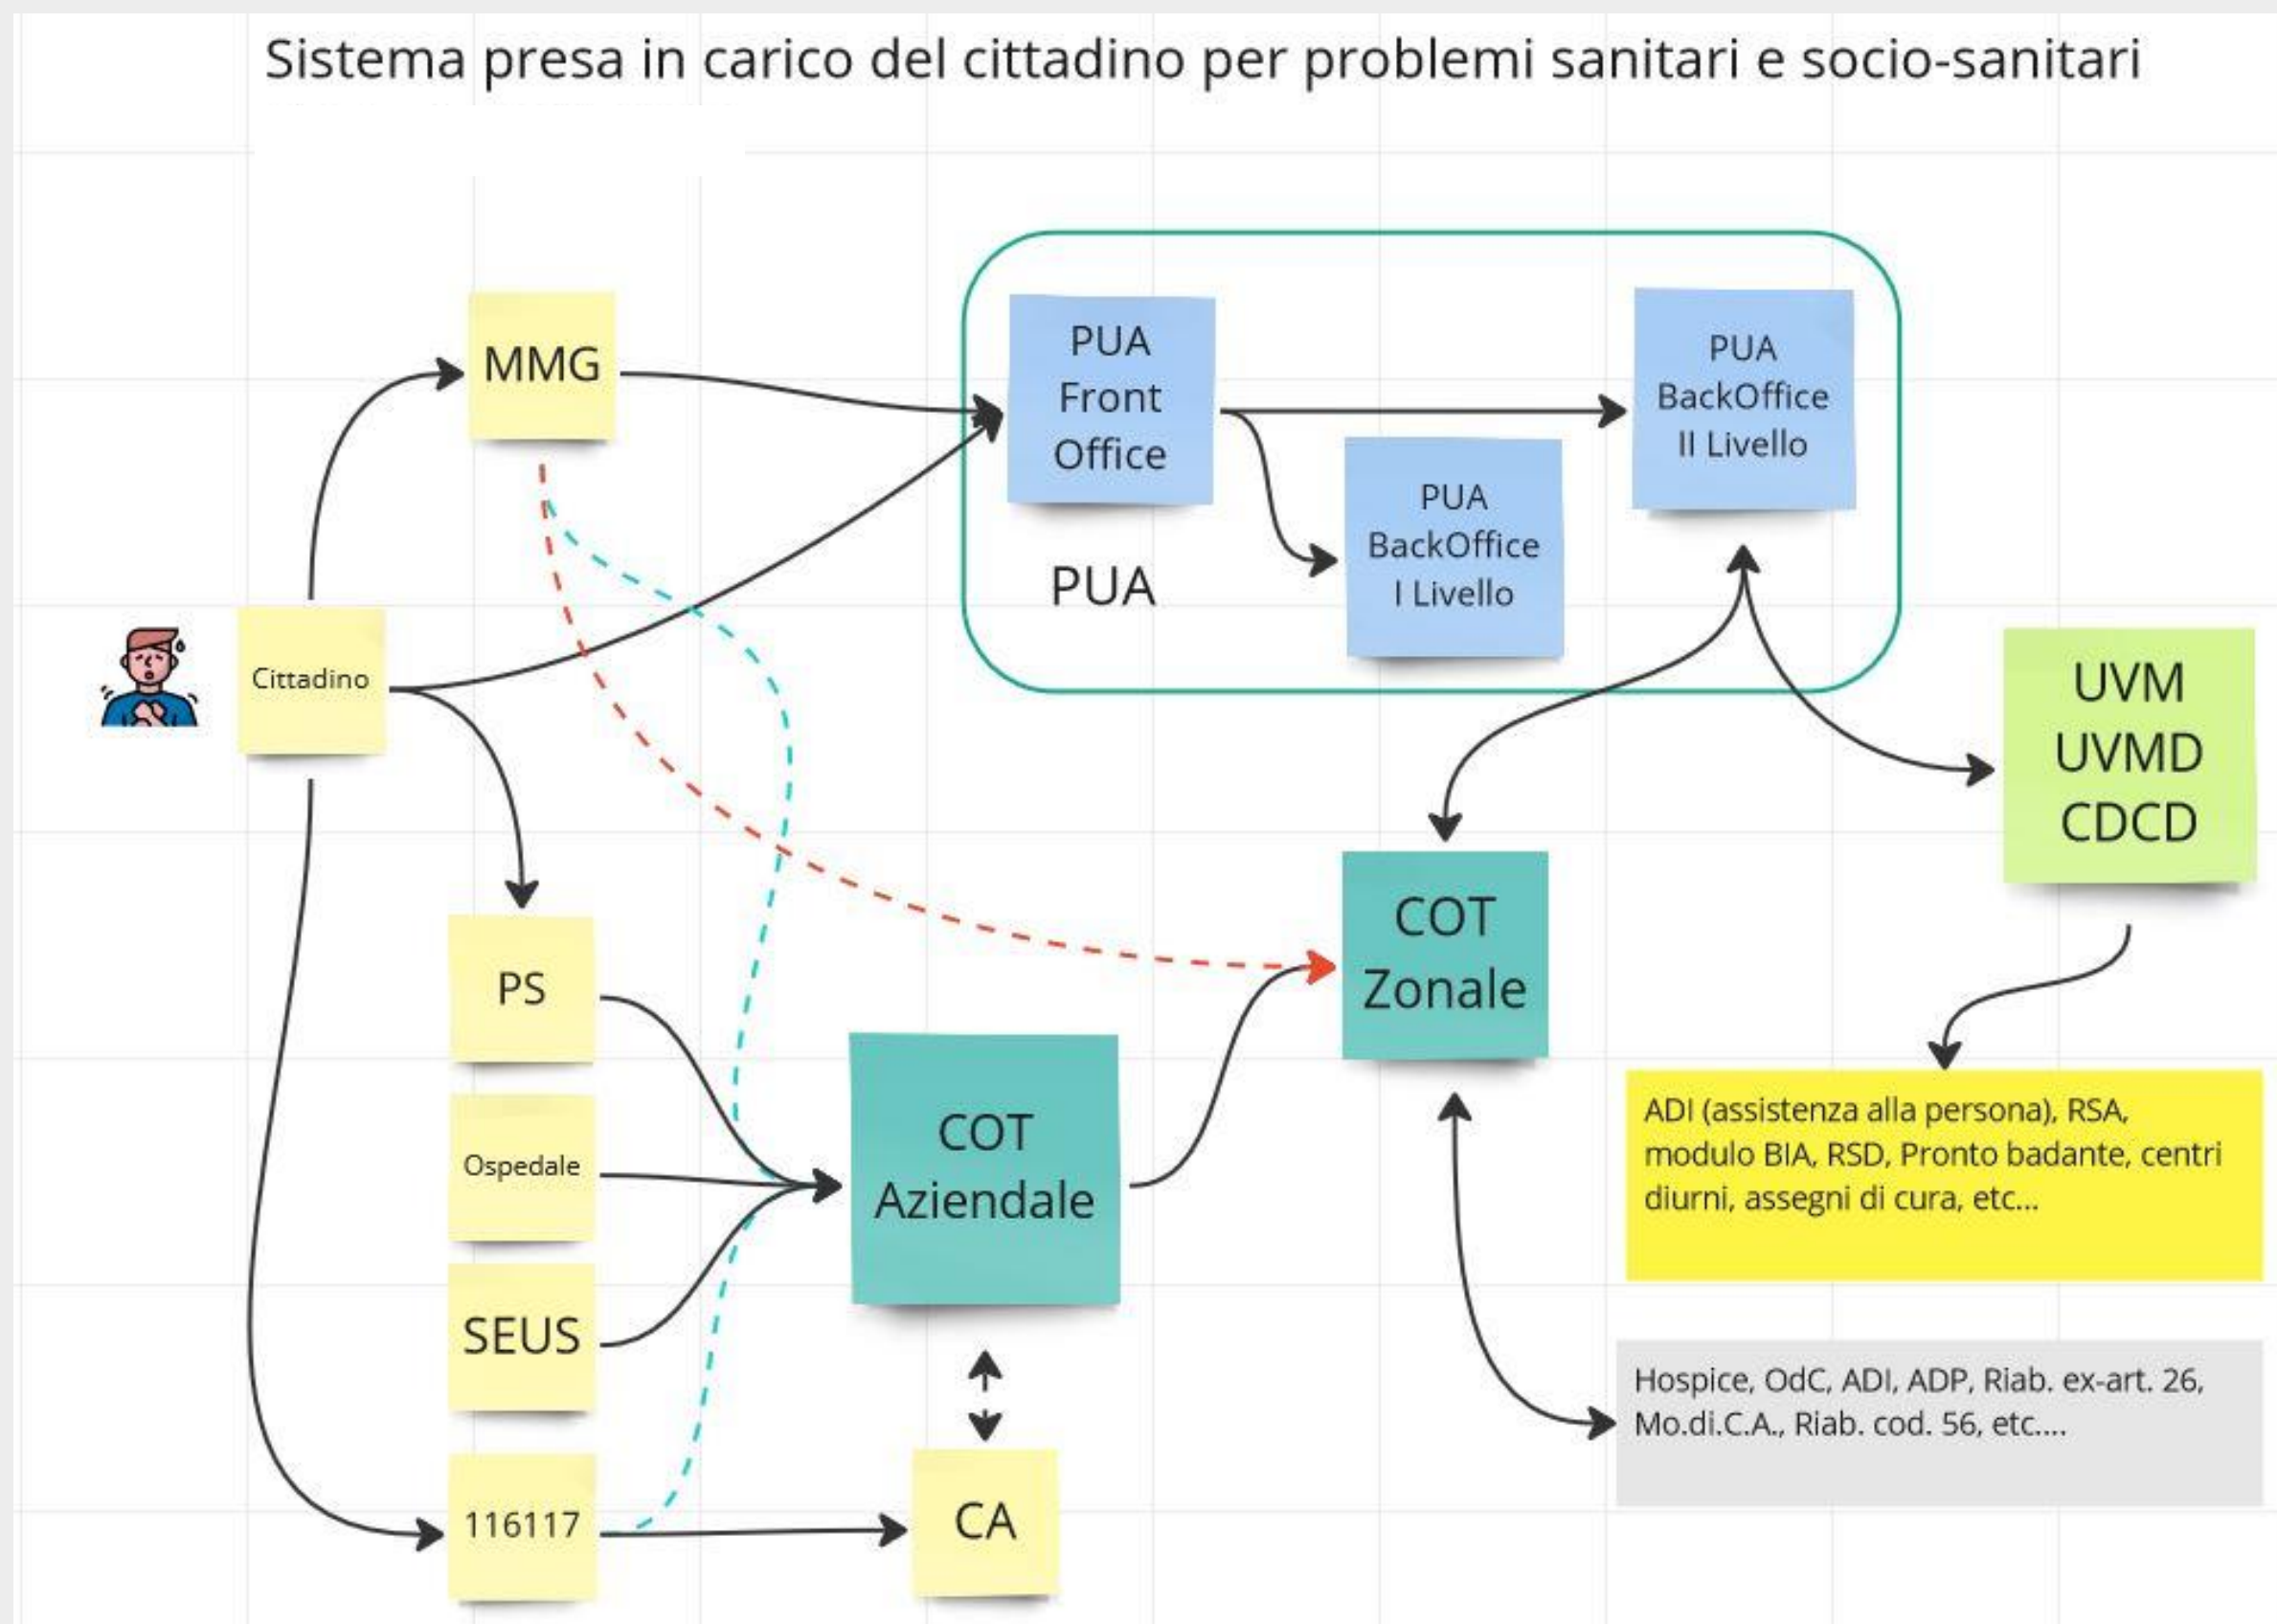 Sistema presa in carico del cittadino per problemi sanitari e socio-sanitari
MMG
PUA
Front
Office
PUA
BackOffice
II Livello
PUA
BackOffice
I Livello
PUA
Cittadino
UVM
UVMD
CDCD
COT
Zonale
PS
COT
Aziendale
ADI (assistenza alla persona), RSA,
modulo BIA, RSD, Pronto badante, centri
diurni, assegni di cura, etc...
Ospedale
SEUS
Hospice, OdC, ADI, ADP, Riab. ex-art. 26,
Mo.di.C.A., Riab. cod. 56, etc....
116117
CA